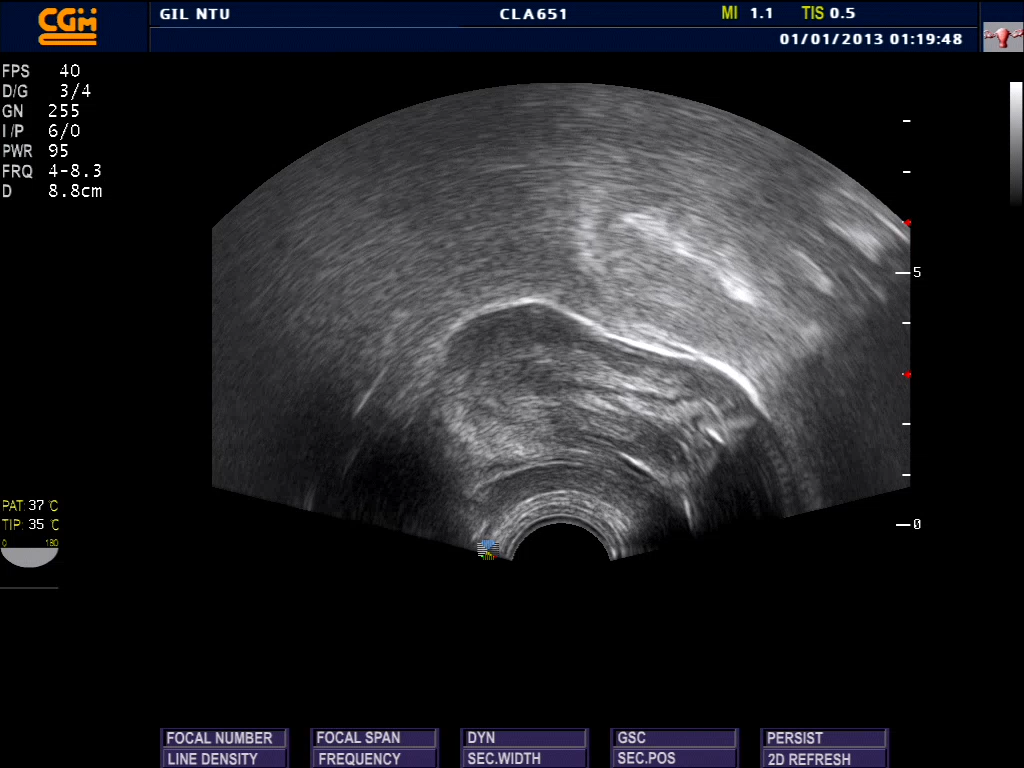 CGM
GIL NTU CLA651 MI 1.1 TIS 0.5
01/01/2013 01:19:48
FPS 40
D/G 3/4
GN 255
I/P 6/0
PWR 95
FRQ 4-8.3
D 8.8cm
5
PAT: 37 °C
TIP: 35 °C
0 180
0
FOCAL NUMBER FOCAL SPAN DYN GSC PERSIST
LINE DENSITY FREQUENCY SEC.WIDTH SEC.POS 2D REFRESH